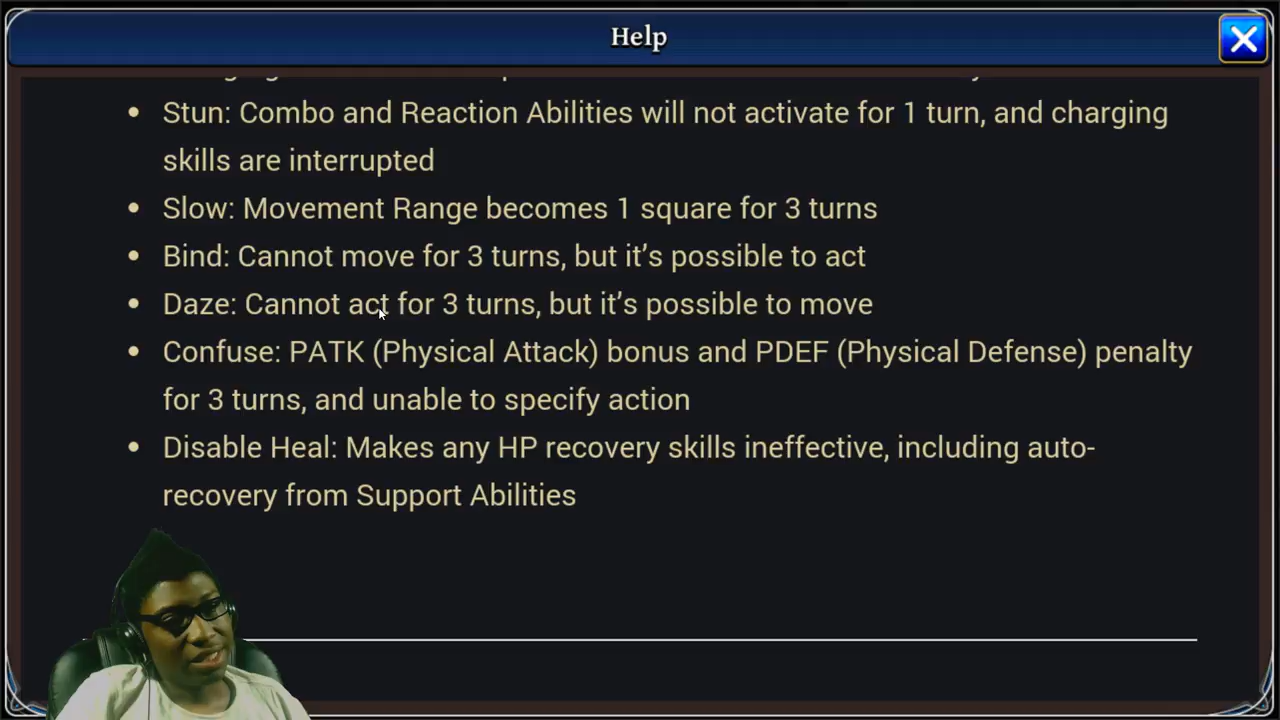 Help
• Stun: Combo and Reaction Abilities will not activate for 1 turn, and charging
skills are interrupted
• Slow: Movement Range becomes 1 square for 3 turns
• Bind: Cannot move for 3 turns, but it's possible to act
• Daze: Cannot act for 3 turns, but it's possible to move
• Confuse: PATK (Physical Attack) bonus and PDEF (Physical Defense) penalty
for 3 turns, and unable to specify action
• Disable Heal: Makes any HP recovery skills ineffective, including auto-
recovery from Support Abilities